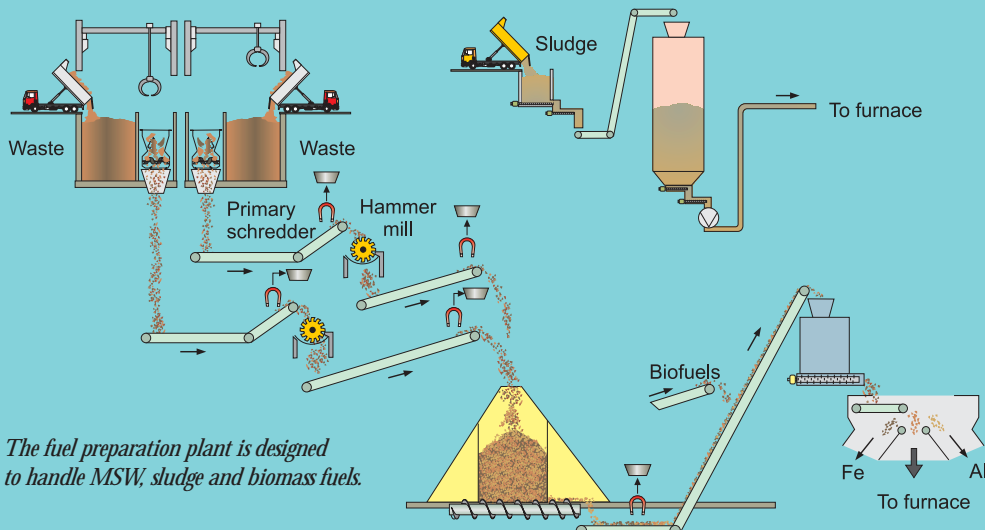 Sludge
To furnace
Waste
Waste
Primary
schredder
Hammer
mill
Biofuels
The fuel preparation plant is designed
to handle MSW, sludge and biomass fuels.
Fe
Al
To furnace